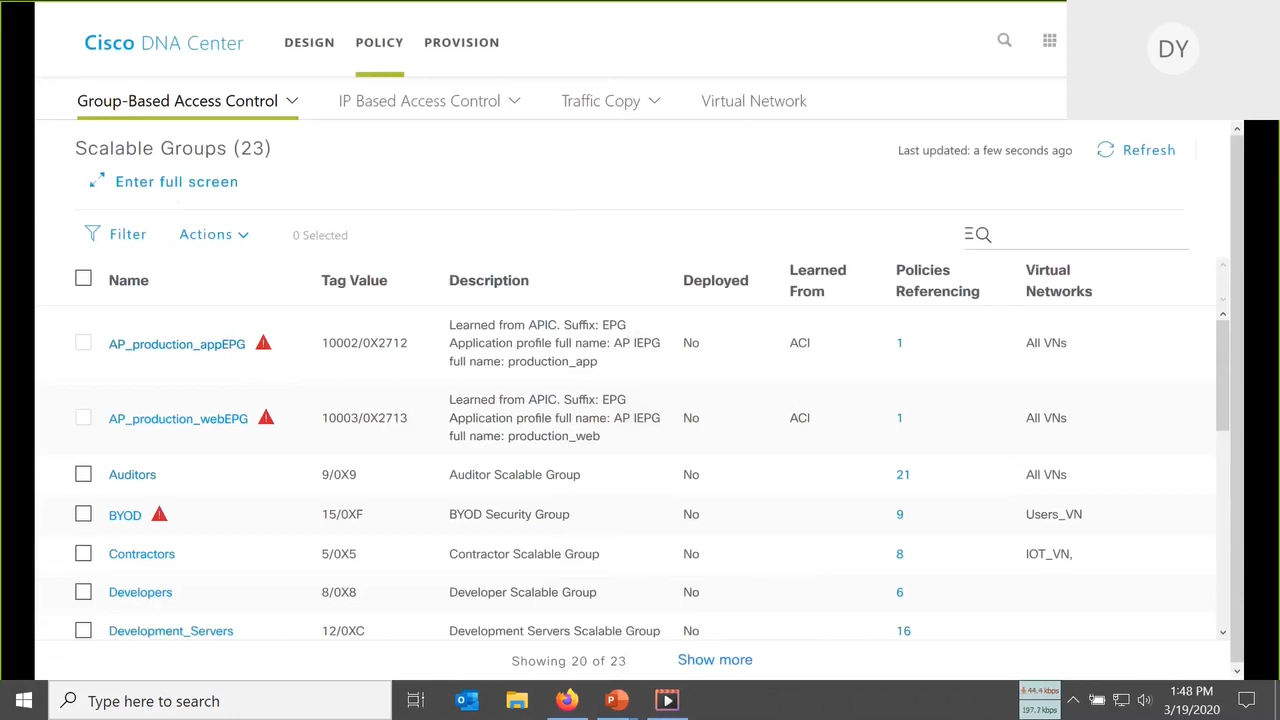 Cisco DNA Center DESIGN POLICY PROVISION
DY
Group-Based Access Control IP Based Access Control Traffic Copy Virtual Network
Scalable Groups (23)
Last updated: a few seconds ago Refresh
Enter full screen
Filter Actions 0 Selected
Name Tag Value Description Deployed Learned From Policies Referencing Virtual Networks
AP_production_appEPG 10002/0X2712 Learned from APIC. Suffix: EPG
Application profile full name: AP IEPG
full name: production_app No ACI 1 All VNs
AP_production_webEPG 10003/0X2713 Learned from APIC. Suffix: EPG
Application profile full name: AP IEPG
full name: production_web No ACI 1 All VNs
Auditors 9/0X9 Auditor Scalable Group No 21 All VNs
BYOD 15/0XF BYOD Security Group No 9 Users_VN
Contractors 5/0X5 Contractor Scalable Group No 8 IOT_VN,
Developers 8/0X8 Developer Scalable Group No 6
Development_Servers 12/0XC Development Servers Scalable Group No 16
Showing 20 of 23 Show more
Type here to search
44.4 kbps
197.7 kbps
1:48 PM
3/19/2020